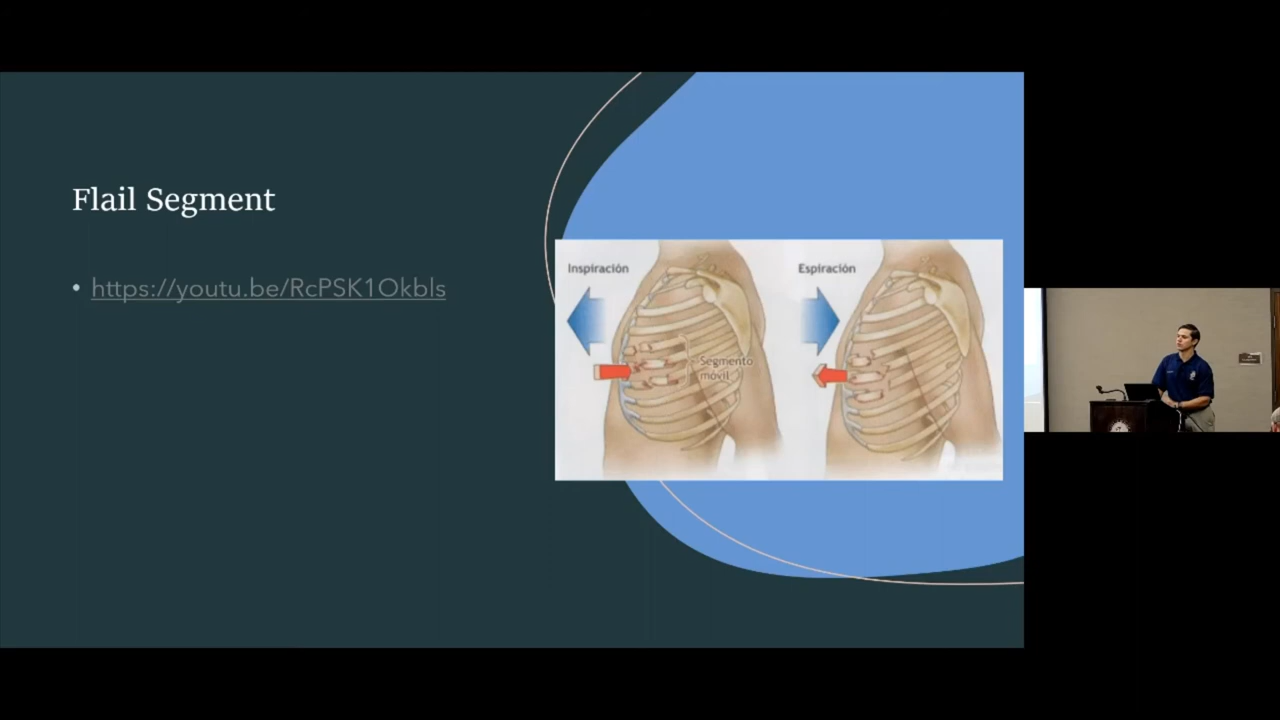 Flail Segment
• https://youtu.be/RcPSK1Okbls
Inspiración
Espiración
Segmento
móvil